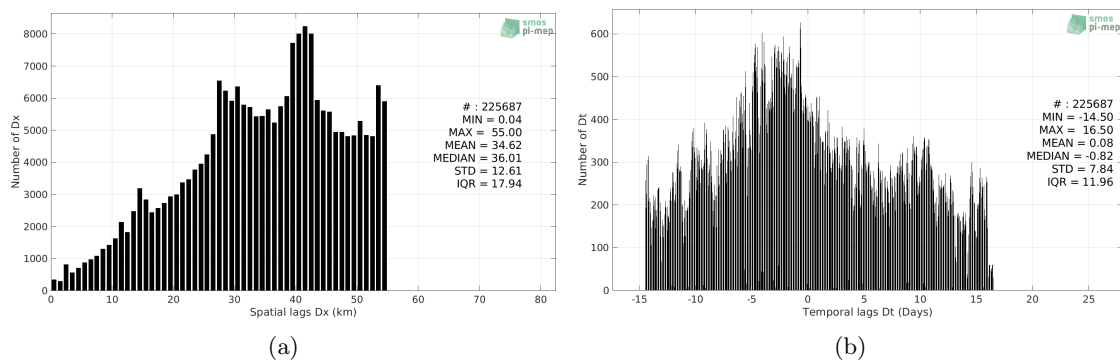 smos
pi-mep
8000
7000
6000
5000
4000
3000
2000
1000
0
Number of Dx
# : 225687
MIN = 0.04
MAX = 55.00
MEAN = 34.62
MEDIAN = 36.01
STD = 12.61
IQR = 17.94
0 10 20 30 40 50 60 70 80
Spatial lags Dx (km)
(a)
smos
pi-mep
600
500
400
300
200
100
0
Number of Dt
# : 225687
MIN = -14.50
MAX = 16.50
MEAN = 0.08
MEDIAN = -0.82
STD = 7.84
IQR = 11.96
-15 -10 -5 0 5 10 15 20 25
Temporal lags Dt (Days)
(b)